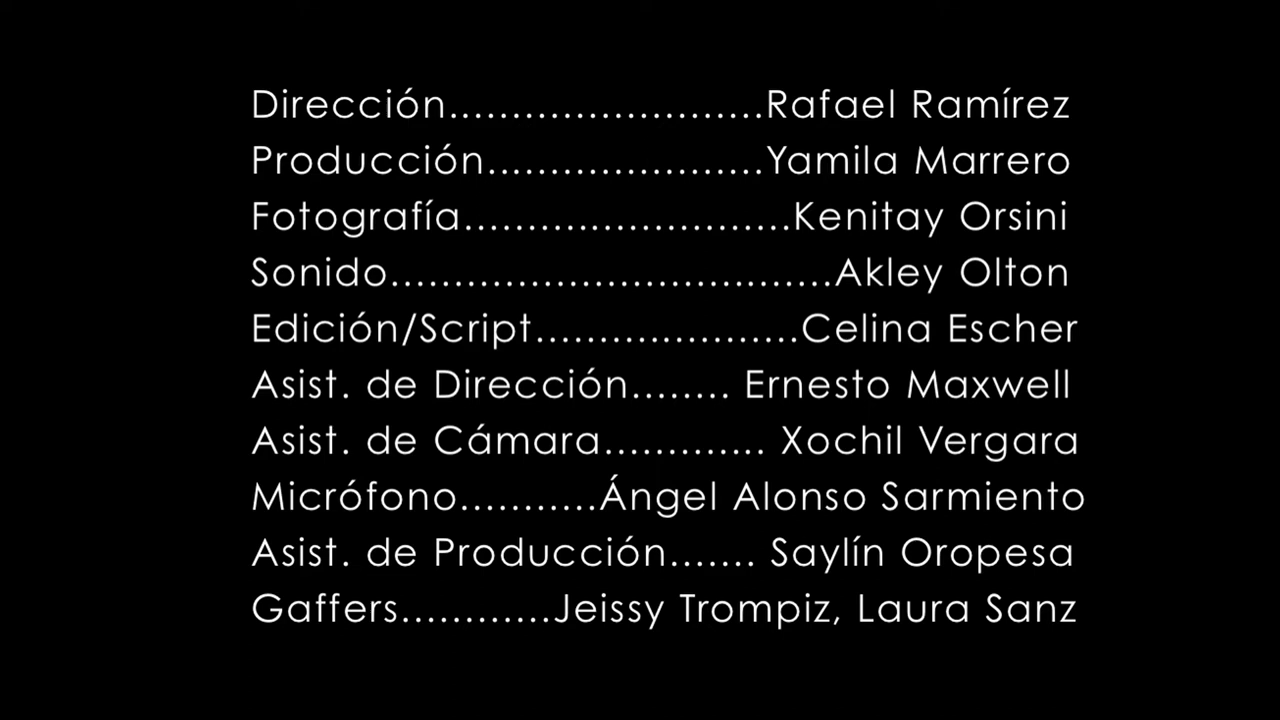 Dirección.........................Rafael Ramírez
Producción......................Yamila Marrero
Fotografía..........................Kenitay Orsini
Sonido...................................Akley Olton
Edición/Script.....................Celina Escher
Asist. de Dirección........ Ernesto Maxwell
Asist. de Cámara............. Xochil Vergara
Micrófono...........Ángel Alonso Sarmiento
Asist. de Producción....... Saylín Oropesa
Gaffers............Jeissy Trompiz, Laura Sanz